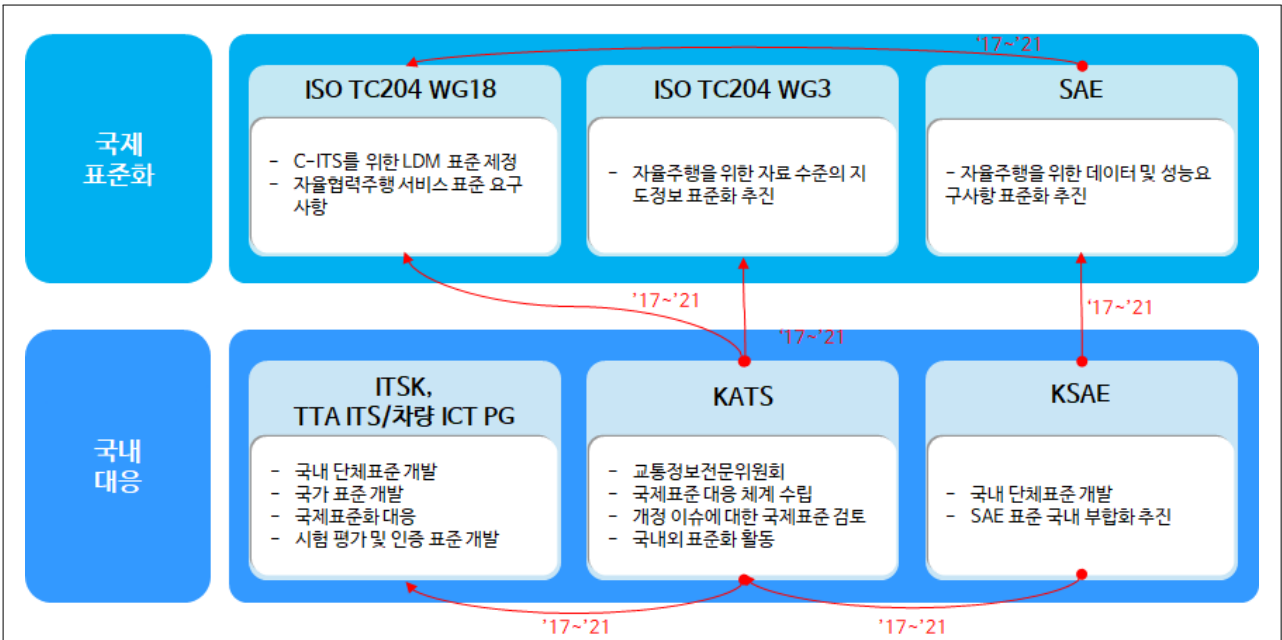 '17~'21
국제
표준화
ISO TC204 WG18
- C-ITS를 위한 LDM 표준 제정
- 자율협력주행 서비스 표준 요구
사항
ISO TC204 WG3
- 자율주행을 위한 자료 수준의 지
도정보 표준화 추진
SAE
- 자율주행을 위한 데이터 및 성능요
구사항 표준화 추진
'17~'21
'17~'21
'17~'21
국내
대응
ITSK,
TTA ITS/차량 ICT PG
- 국내 단체표준 개발
- 국가 표준 개발
- 국제표준화 대응
- 시험 평가 및 인증 표준 개발
KATS
- 교통정보전문위원회
- 국제표준 대응 체계 수립
- 개정 이슈에 대한 국제표준 검토
- 국내외 표준화 활동
KSAE
- 국내 단체표준 개발
- SAE 표준 국내 부합화 추진
'17~'21
'17~'21